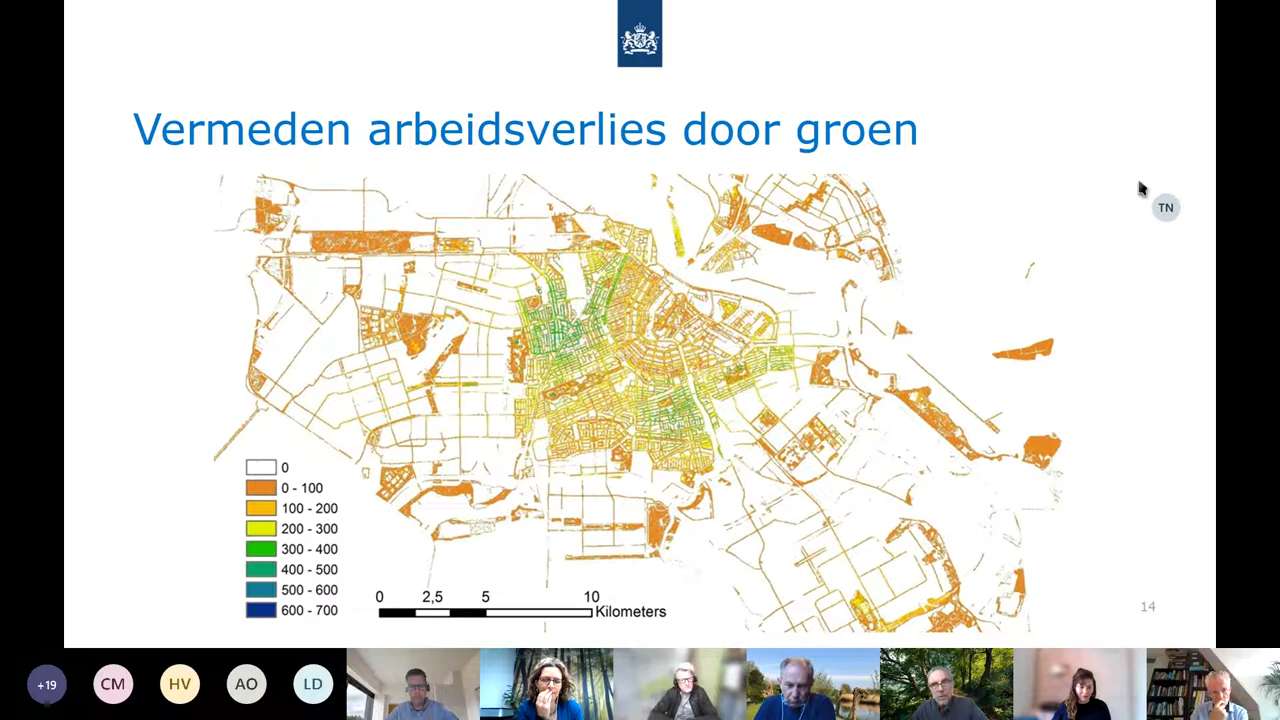 Vermeden arbeidsverlies door groen
TN
0
0 - 100
100 - 200
200 - 300
300 - 400
400 - 500
500 - 600
600 - 700
0 2,5 5 10
Kilometers
14
+19 CM HV AO LD